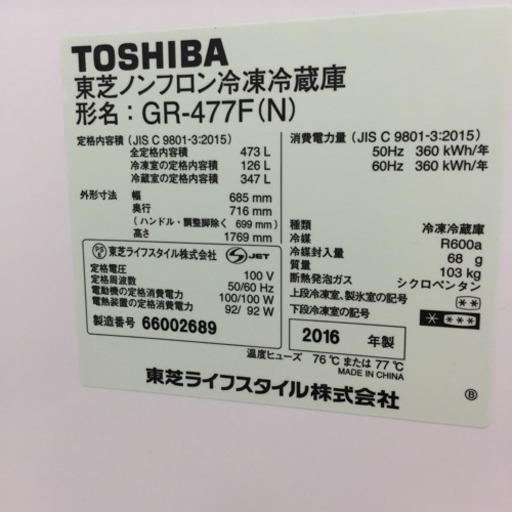 TOSHIBA
東芝ノンフロン冷凍冷蔵庫
形名：GR-477F(N)
定格内容積（JIS C 9801-3:2015）
全定格内容積 473 L
冷凍室の定格内容積 126 L
冷蔵室の定格内容積 347 L
外形寸法 幅 685 mm
奥行 716 mm
（ハンドル・調整脚除く 699 mm）
高さ 1769 mm
PS E 東芝ライフスタイル株式会社 JET
定格電圧 100 V
定格周波数 50/60 Hz
電動機の定格消費電力 100/100 W
電熱装置の定格消費電力 92/ 92 W
製造番号 66002689
消費電力量（JIS C 9801-3:2015）
50Hz 360 kWh/年
60Hz 360 kWh/年
種類 冷凍冷蔵庫
冷媒 R600a
冷媒封入量 68 g
質量 103 kg
断熱発泡ガス シクロペンタン
上段冷凍室、製氷室の記号 **
下段冷凍室の記号 * ***
2016 年製
温度ヒューズ 76℃ または 77℃
MADE IN CHINA
東芝ライフスタイル株式会社
Ⓑ